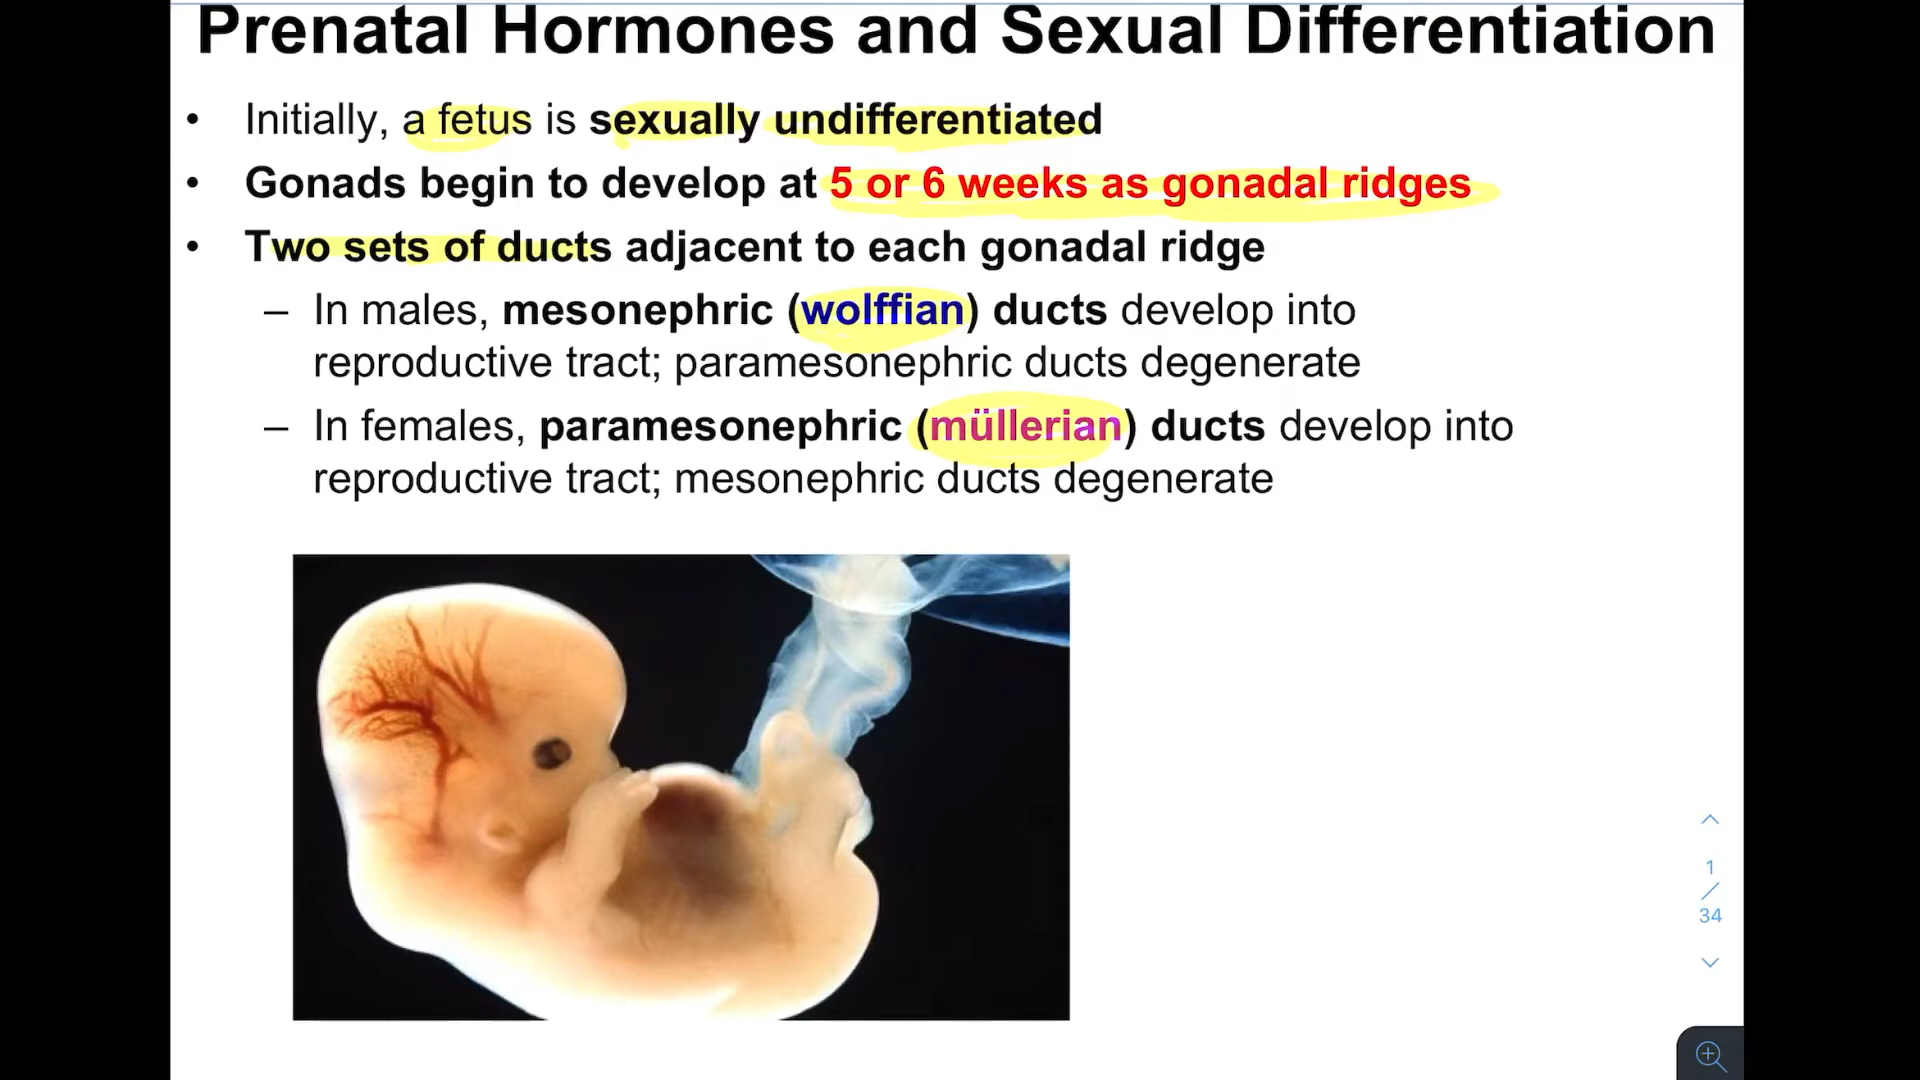 Prenatal Hormones and Sexual Differentiation
• Initially, a fetus is sexually undifferentiated
• Gonads begin to develop at 5 or 6 weeks as gonadal ridges
• Two sets of ducts adjacent to each gonadal ridge
– In males, mesonephric (wolffian) ducts develop into
reproductive tract; paramesonephric ducts degenerate
– In females, paramesonephric (müllerian) ducts develop into
reproductive tract; mesonephric ducts degenerate
1
/
34